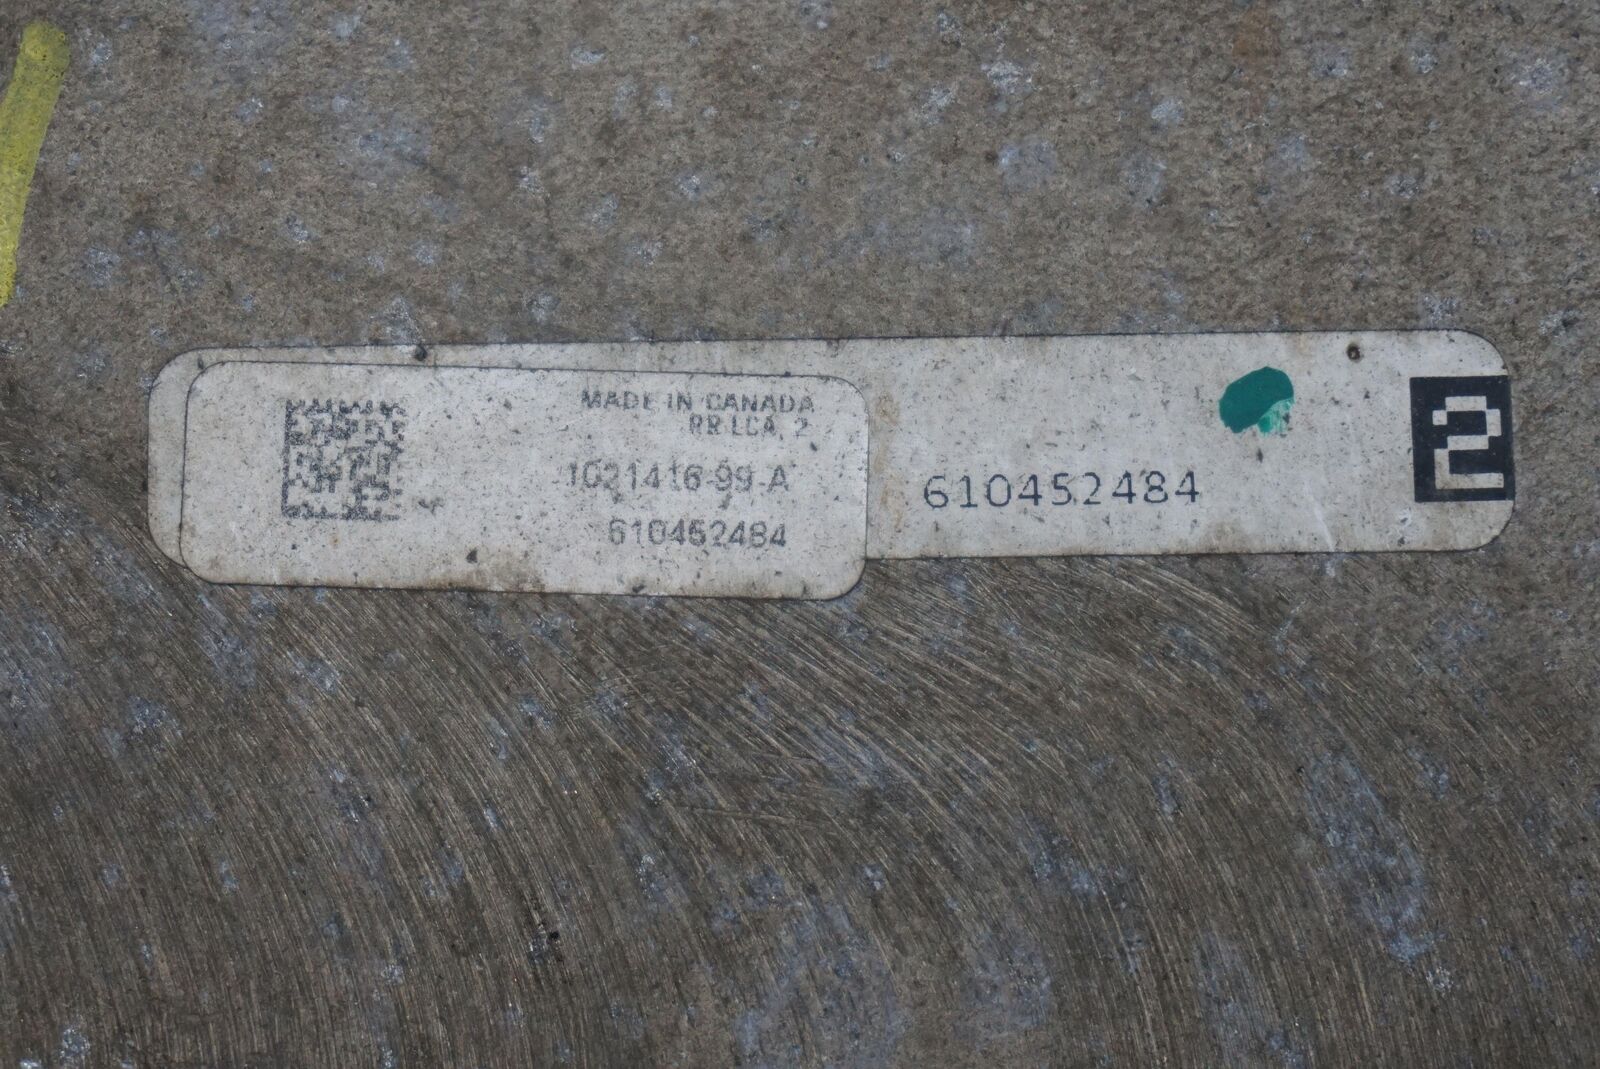 MADE IN CANADA
RR LCA, 2
1021416-99-A
610452484
610452484
2